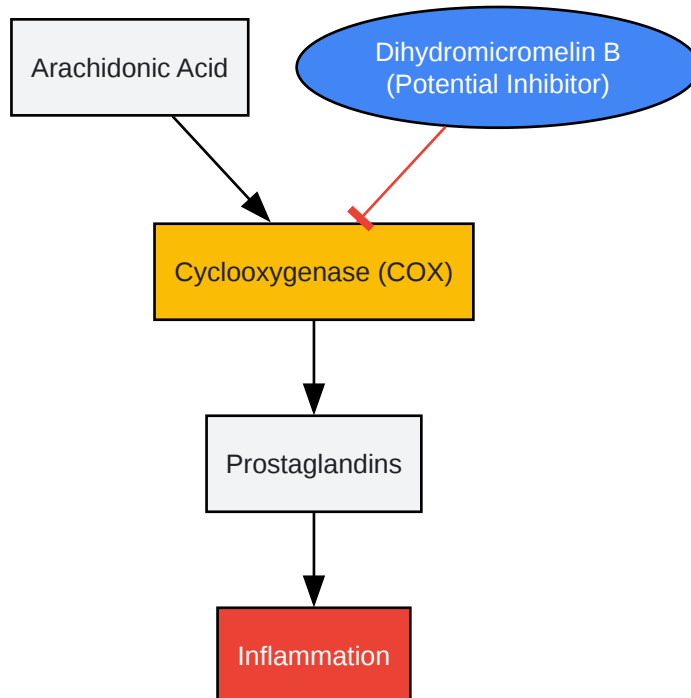 Arachidonic Acid
Dihydromicromelin B
(Potential Inhibitor)
Cyclooxygenase (COX)
Prostaglandins
Inflammation